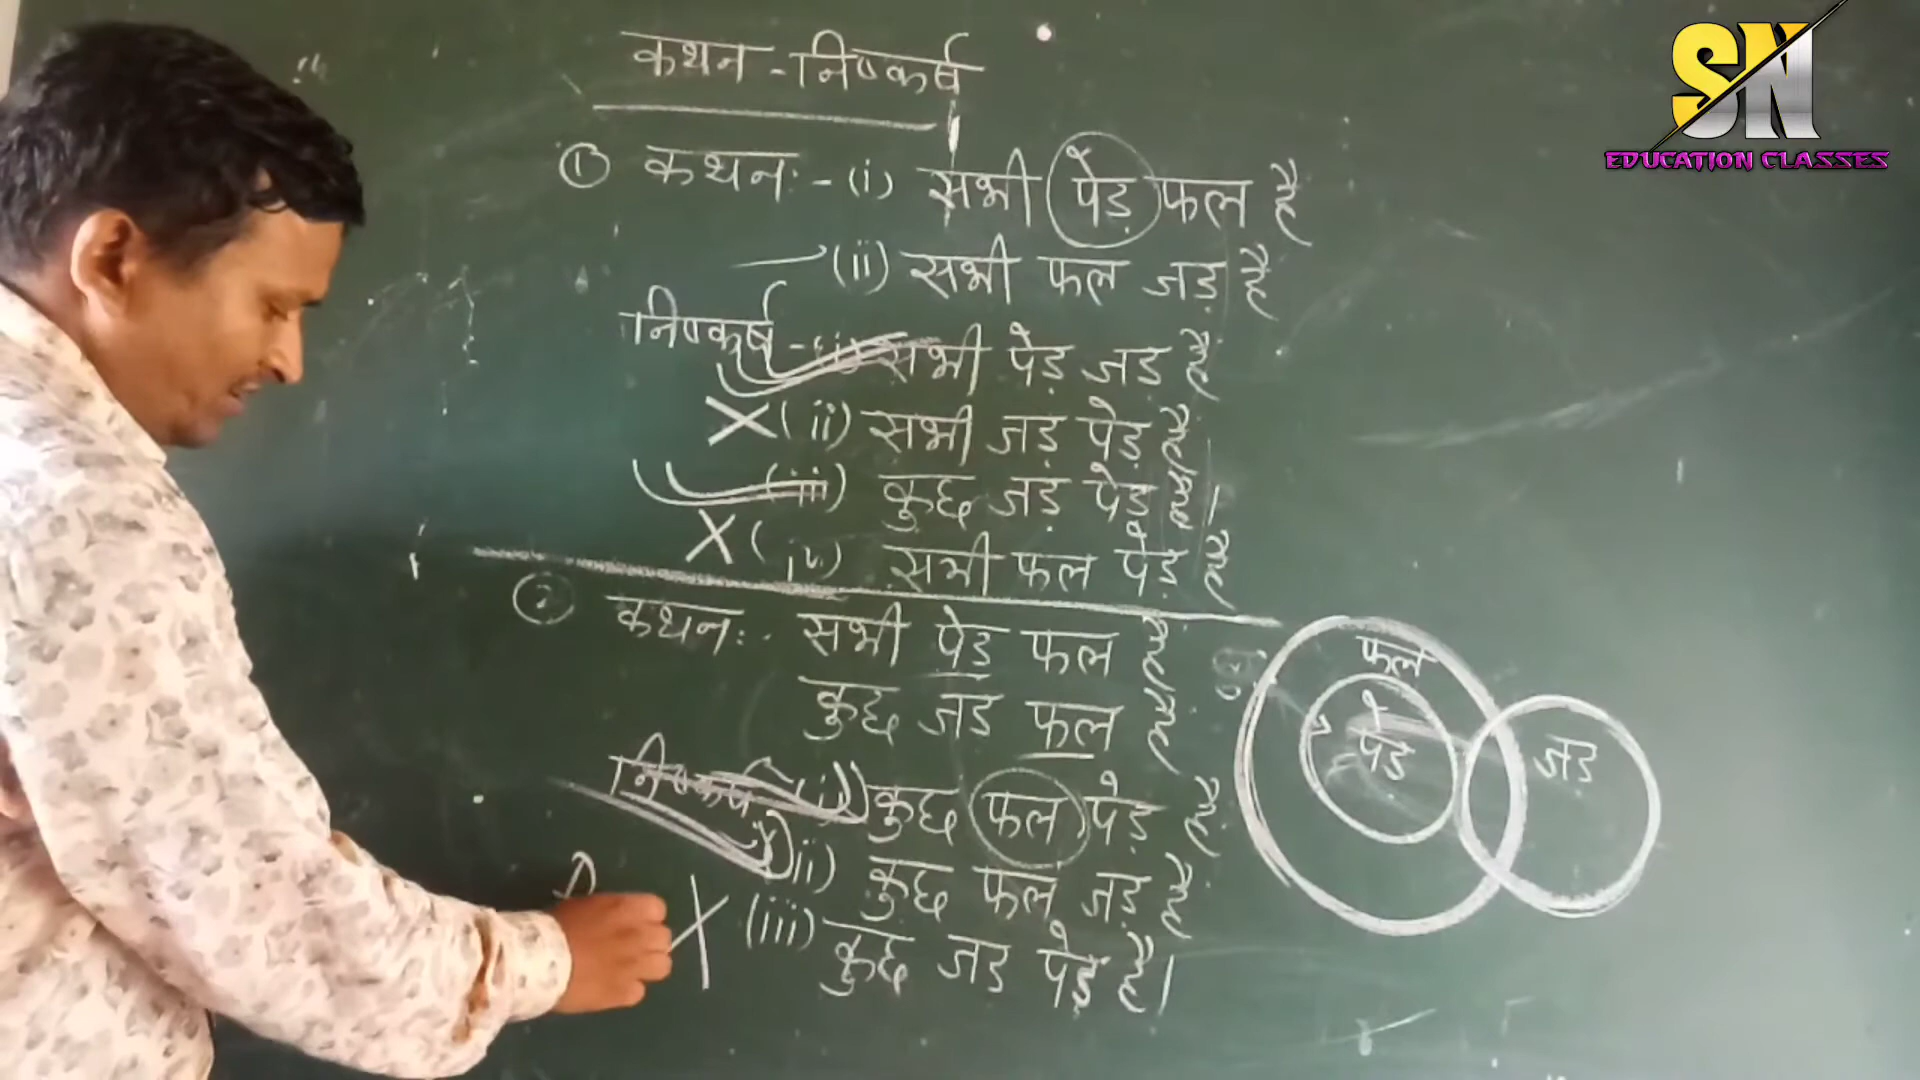 कथन - निष्कर्ष
① कथन :- (i) सभी पेड़ फल है
(ii) सभी फल जड़ है
निष्कर्ष - (i) सभी पेड़ जड़ है
X (ii) सभी जड़ पेड़ है।
(iii) कुछ जड़ पेड़ है।
X (iv) सभी फल पेड़ है
② कथन :- सभी पेड़ फल है
कुछ जड़ फल है
निष्कर्ष (i) कुछ फल पेड़ है
(ii) कुछ फल जड़ है
X (iii) कुछ जड़ पेड़ है।
फल
पेड़
जड़
SN
EDUCATION CLASSES